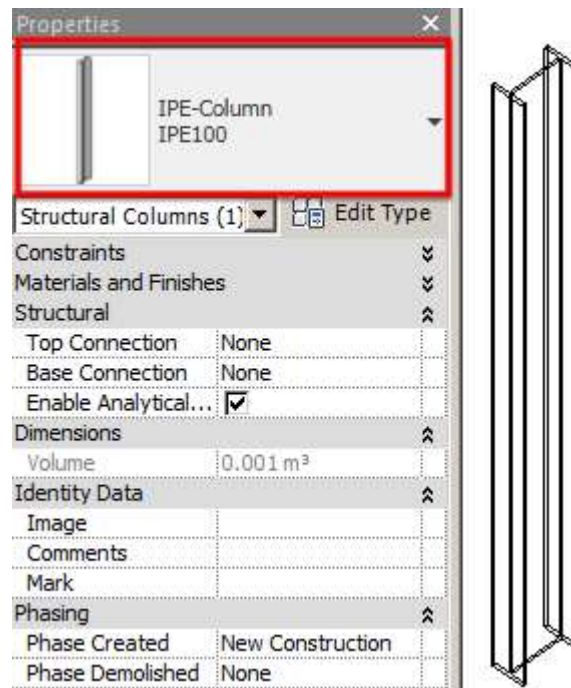 Properties
IPE-Column
IPE100
Structural Columns (1) Edit Type
Constraints
Materials and Finishes
Structural
Top Connection None
Base Connection None
Enable Analytical...
Dimensions
Volume 0.001 m³
Identity Data
Image
Comments
Mark
Phasing
Phase Created New Construction
Phase Demolished None